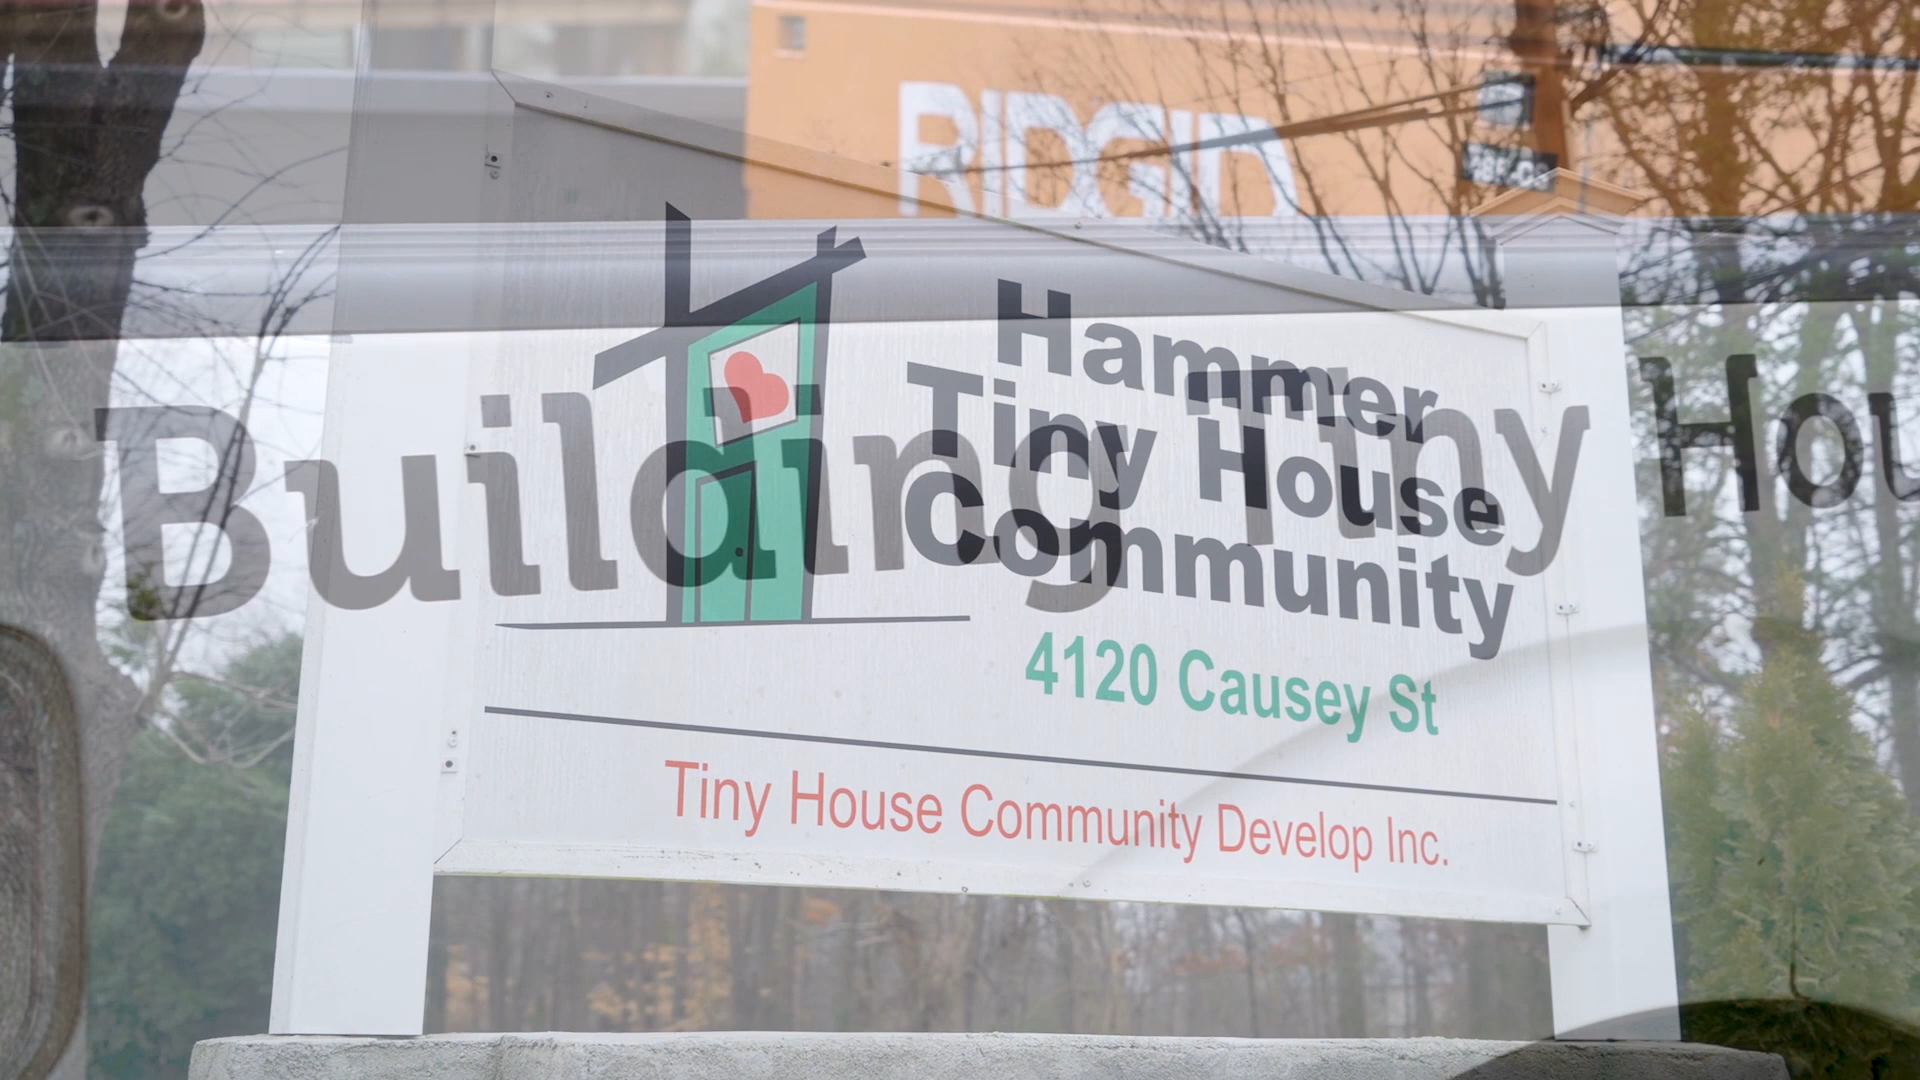 RIDGID
Hammer
Tiny House
Community
Building Tiny Hou
4120 Causey St
Tiny House Community Develop Inc.